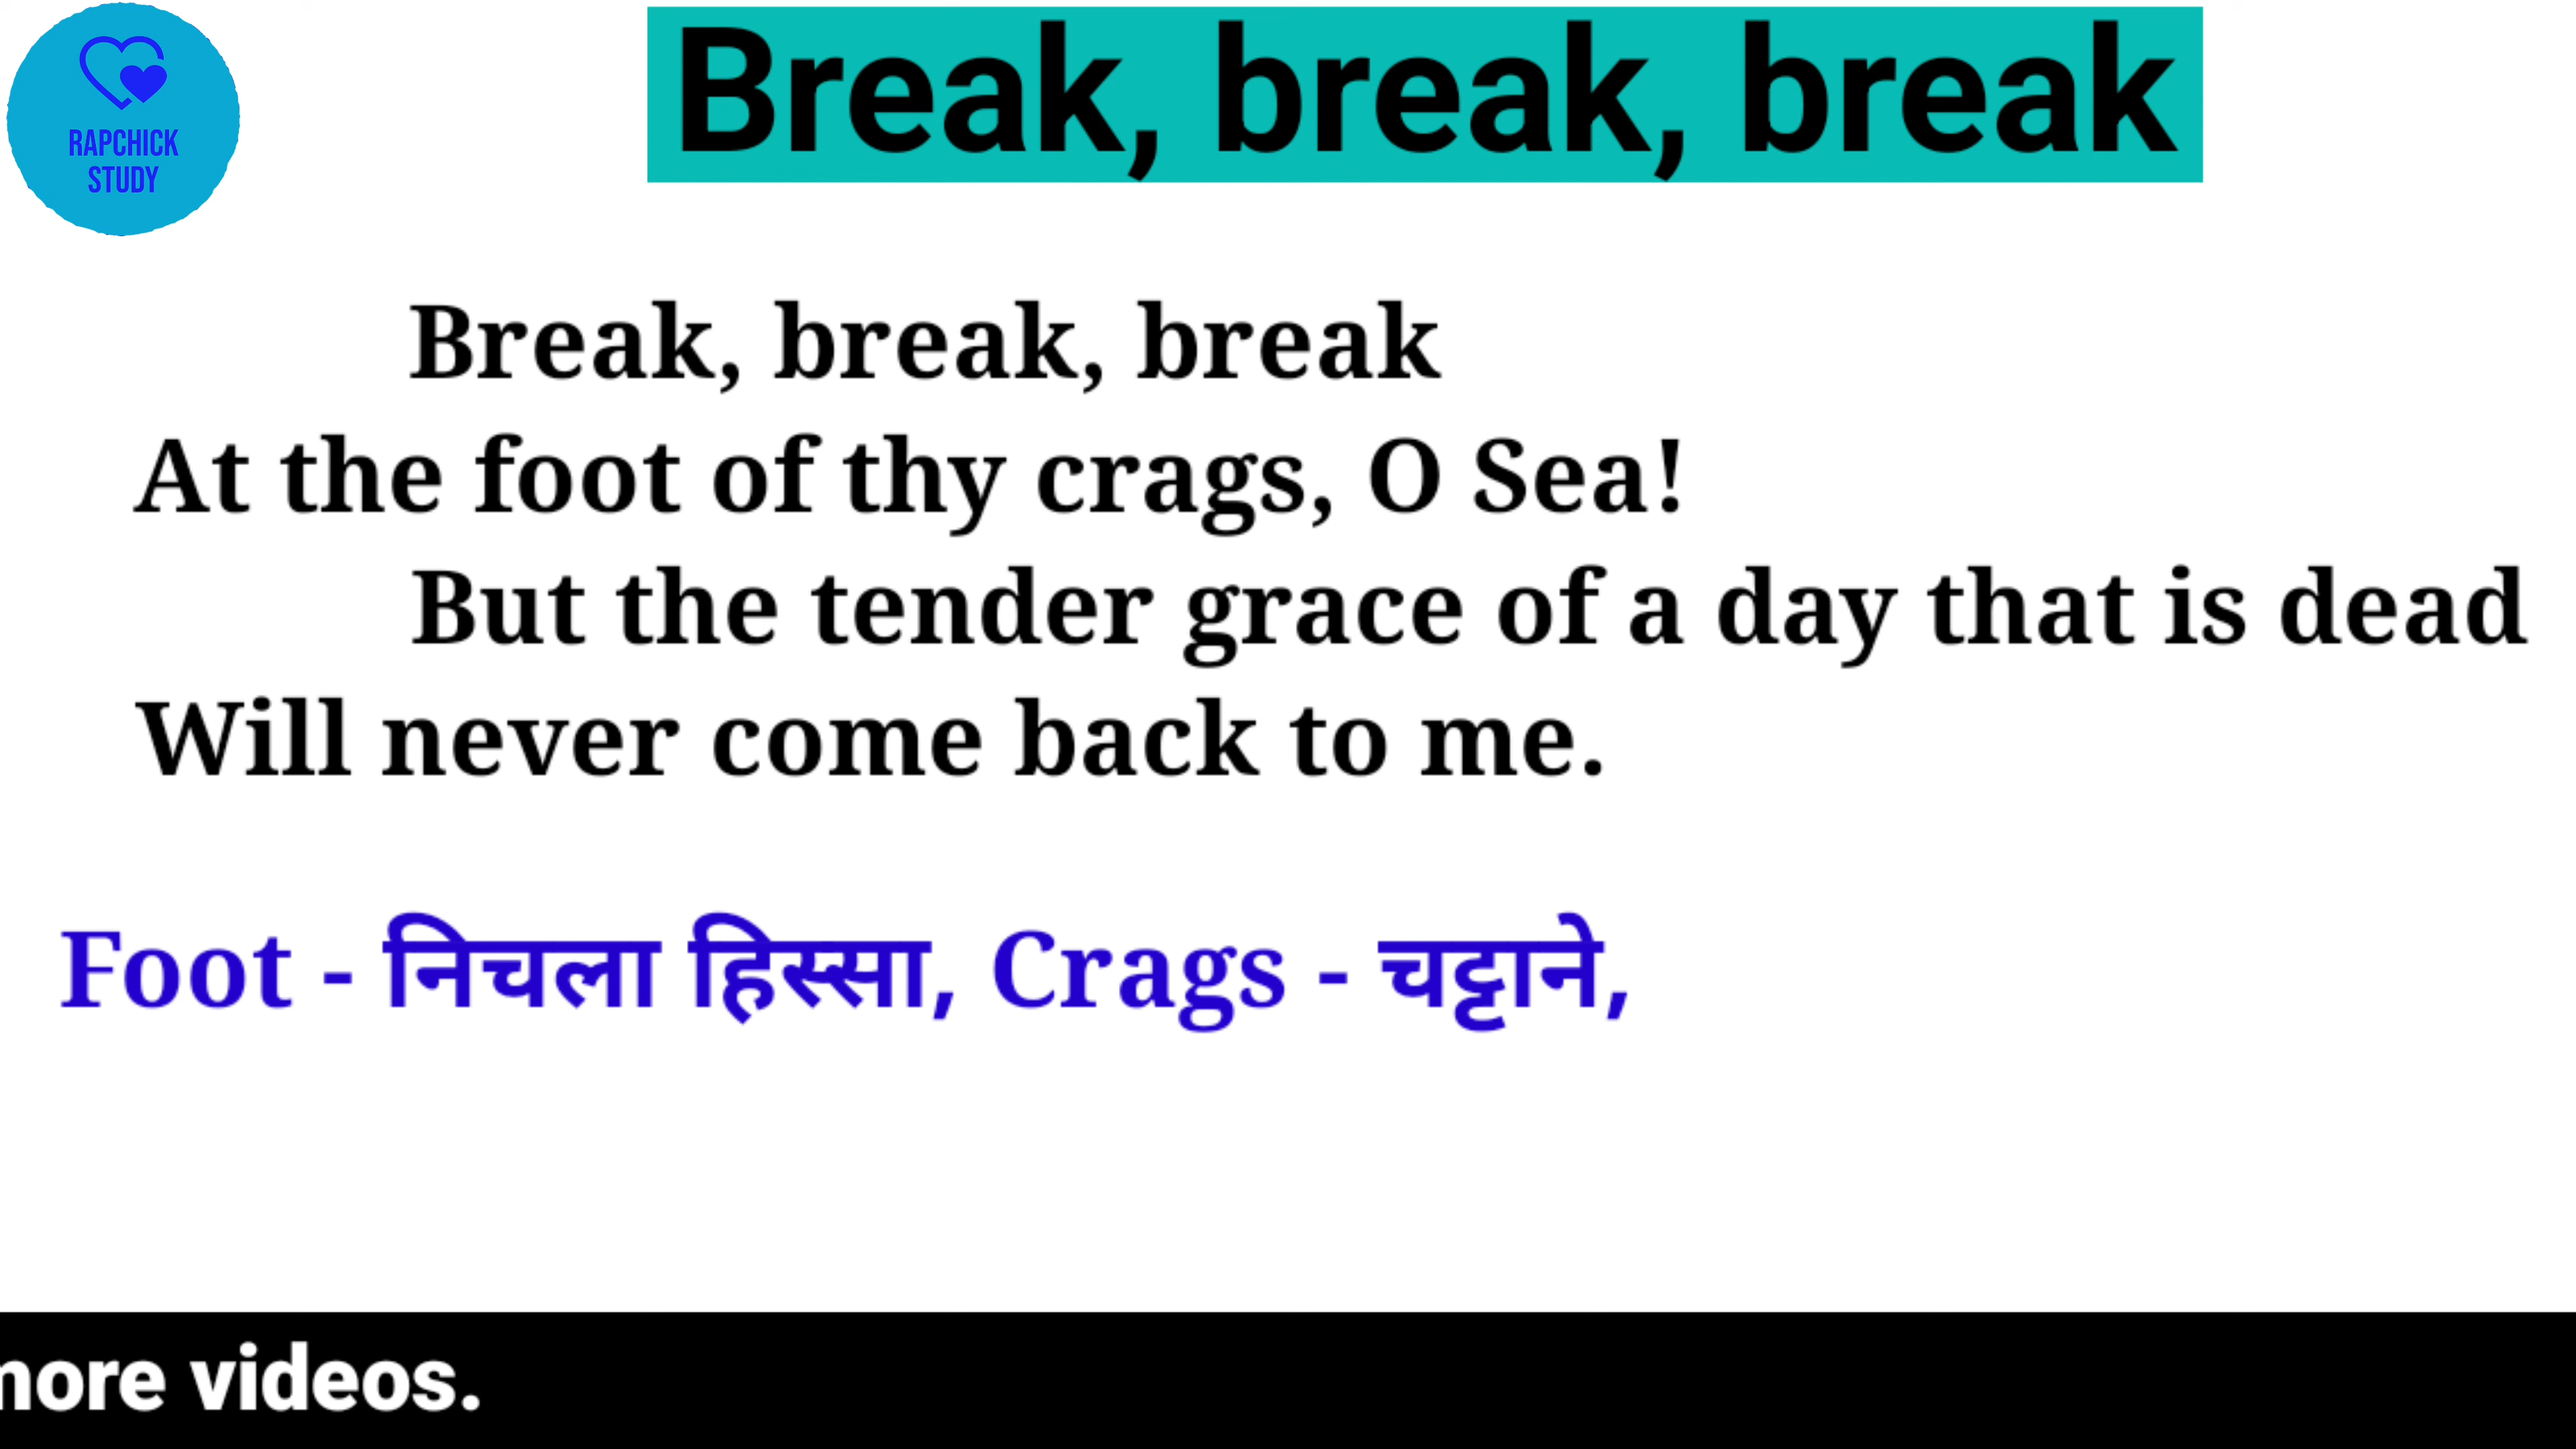 RAPCHICK
STUDY
Break, break, break
Break, break, break
At the foot of thy crags, O Sea!
But the tender grace of a day that is dead
Will never come back to me.
Foot - निचला हिस्सा, Crags - चट्टाने,
more videos.